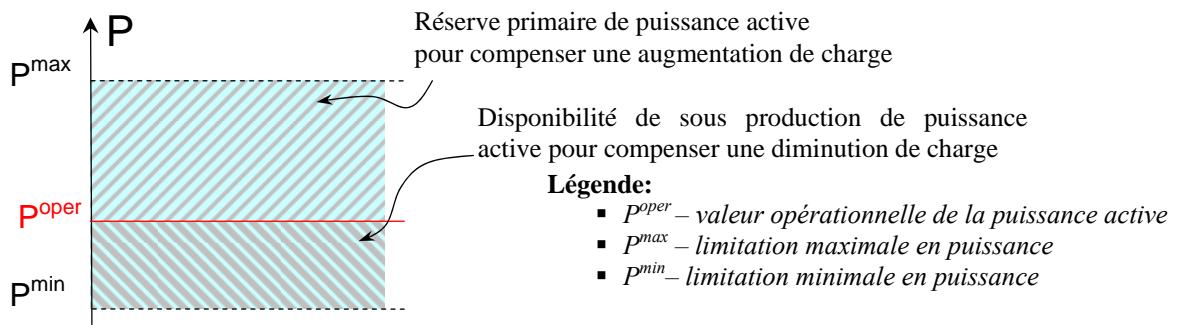 P
P^max
P^oper
P^min
Réserve primaire de puissance active
pour compenser une augmentation de charge
Disponibilité de sous production de puissance
active pour compenser une diminution de charge
Légende:
▪ P^oper – valeur opérationnelle de la puissance active
▪ P^max – limitation maximale en puissance
▪ P^min– limitation minimale en puissance